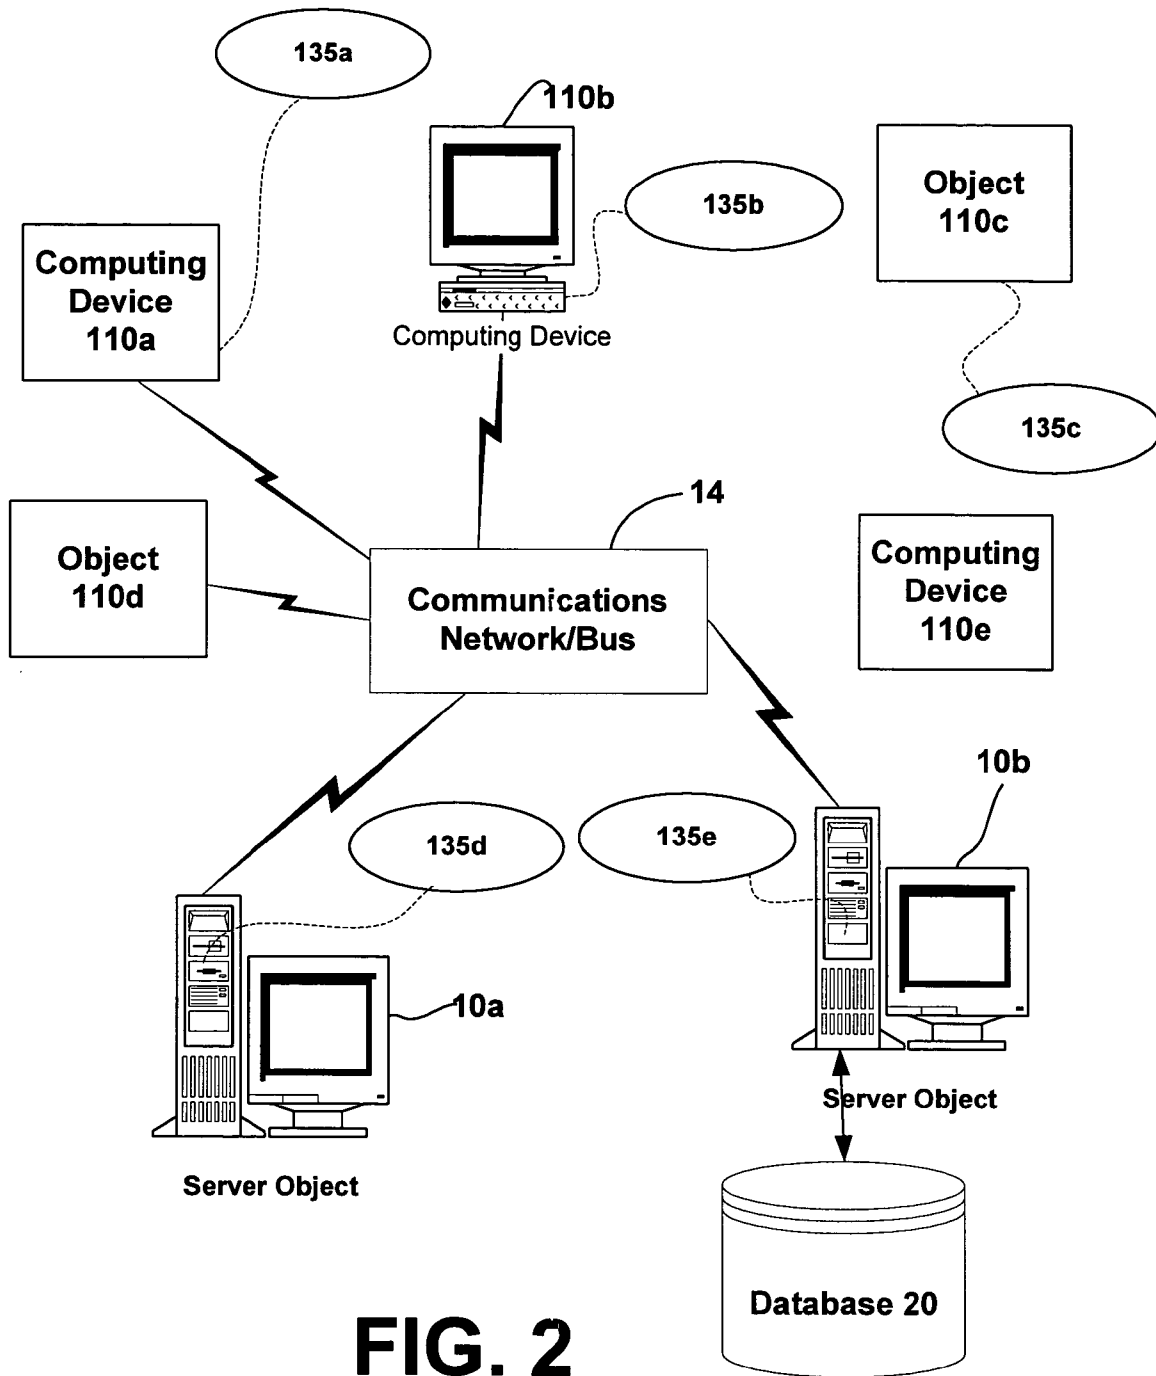 135a
110b
135b
Object
110c
Computing
Device
110a
Computing Device
135c
14
Object
110d
Communications
Network/Bus
Computing
Device
110e
10b
135d
135e
10a
Server Object
Server Object
Database 20
FIG. 2